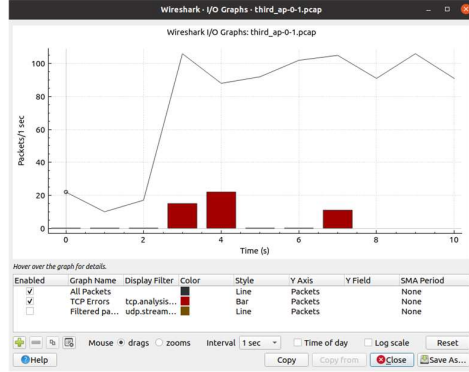 Wireshark · I/O Graphs · third_ap-0-1.pcap
Wireshark I/O Graphs: third_ap-0-1.pcap
Packets/1 sec
100
80
60
40
20
0
0 2 4 6 8 10
Time (s)
Hover over the graph for details.
Enabled Graph Name Display Filter Color Style Y Axis Y Field SMA Period
All Packets Line Packets None
TCP Errors tcp.analysis... Bar Packets None
Filtered pa... udp.stream... Line Packets None
Mouse drags zooms Interval 1 sec Time of day Log scale Reset
Help Copy Copy from Close Save As...